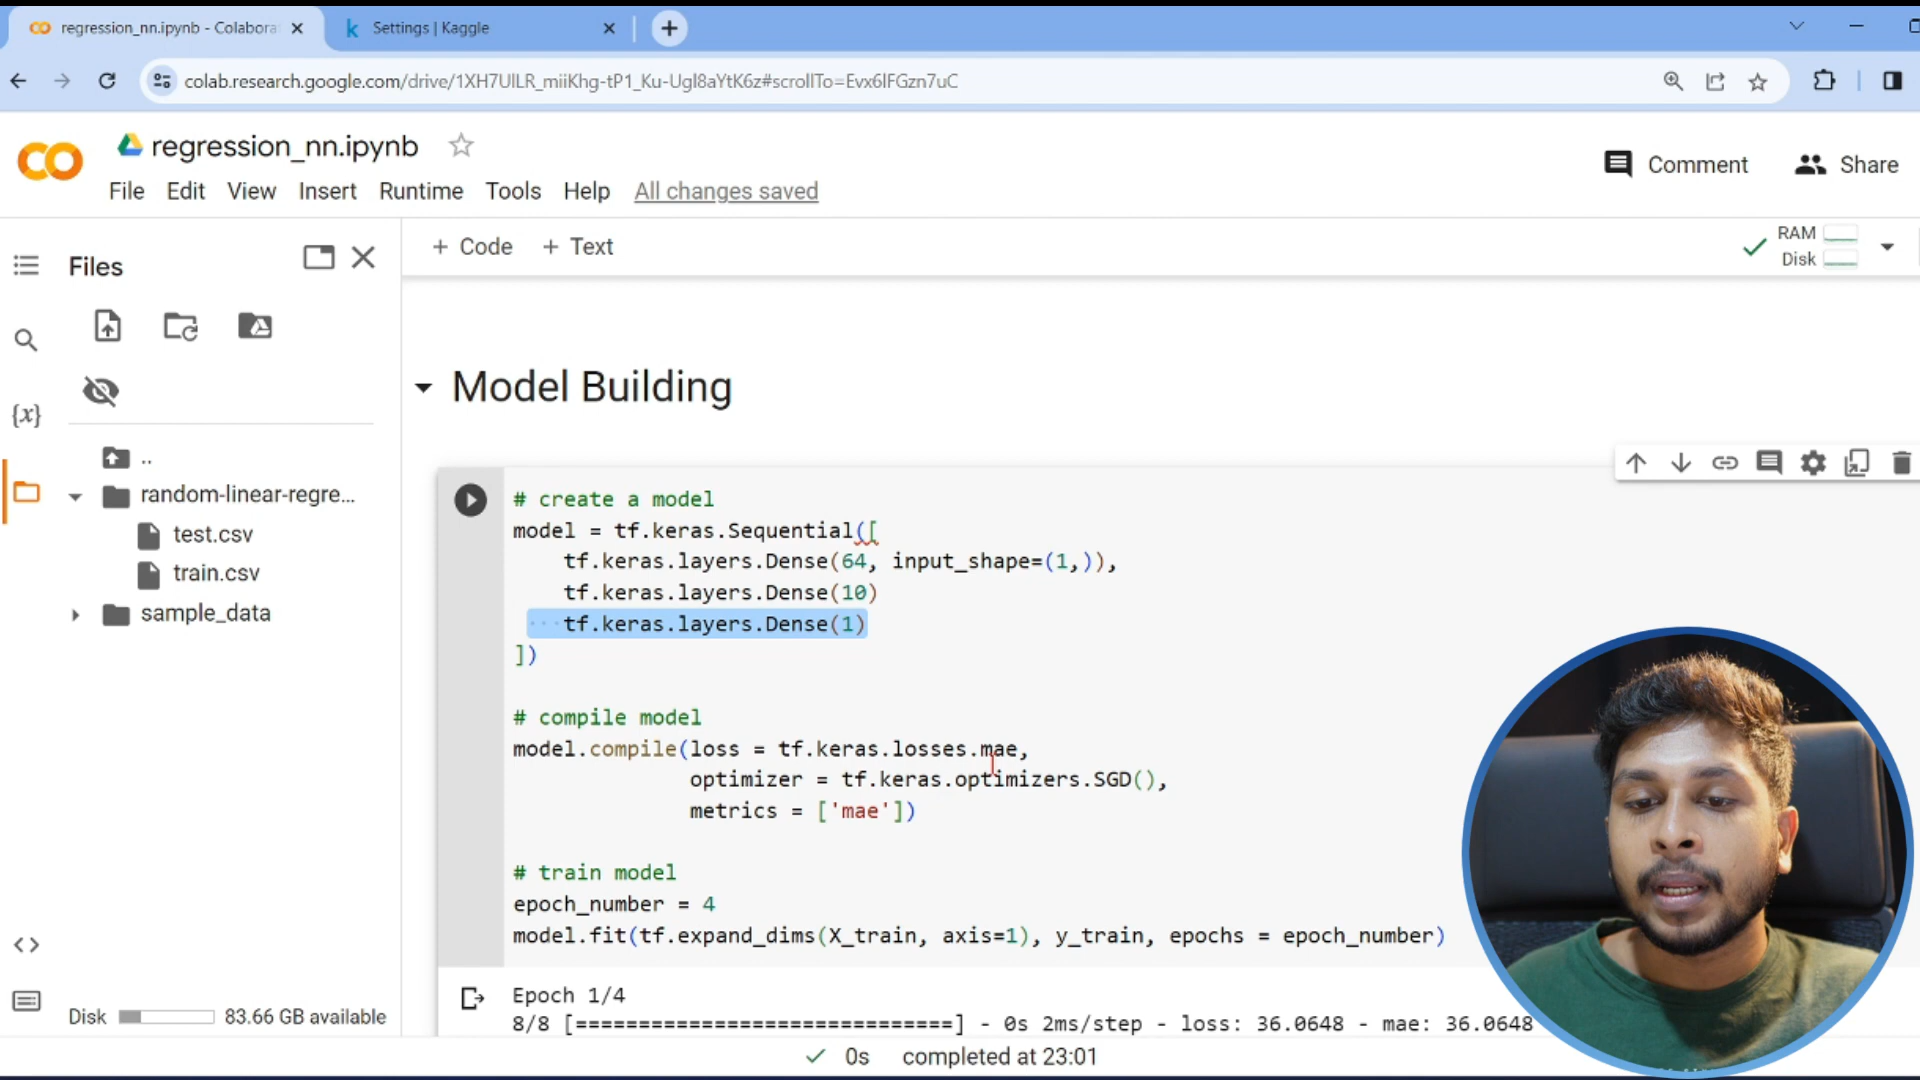 regression_nn.ipynb - Colabora
Settings | Kaggle
colab.research.google.com/drive/1XH7UlLR_miiKhg-tP1_Ku-Ugl8aYtK6z#scrollTo=Evx6lFGzn7uC
regression_nn.ipynb
File Edit View Insert Runtime Tools Help All changes saved
Comment
Share
Files
+ Code + Text
RAM
Disk
{x}
..
random-linear-regre...
test.csv
train.csv
sample_data
Disk 83.66 GB available
Model Building
# create a model
model = tf.keras.Sequential([
tf.keras.layers.Dense(64, input_shape=(1,)),
tf.keras.layers.Dense(10)
tf.keras.layers.Dense(1)
])
# compile model
model.compile(loss = tf.keras.losses.mae,
optimizer = tf.keras.optimizers.SGD(),
metrics = ['mae'])
# train model
epoch_number = 4
model.fit(tf.expand_dims(X_train, axis=1), y_train, epochs = epoch_number)
Epoch 1/4
8/8 [==============================] - 0s 2ms/step - loss: 36.0648 - mae: 36.0648
0s completed at 23:01